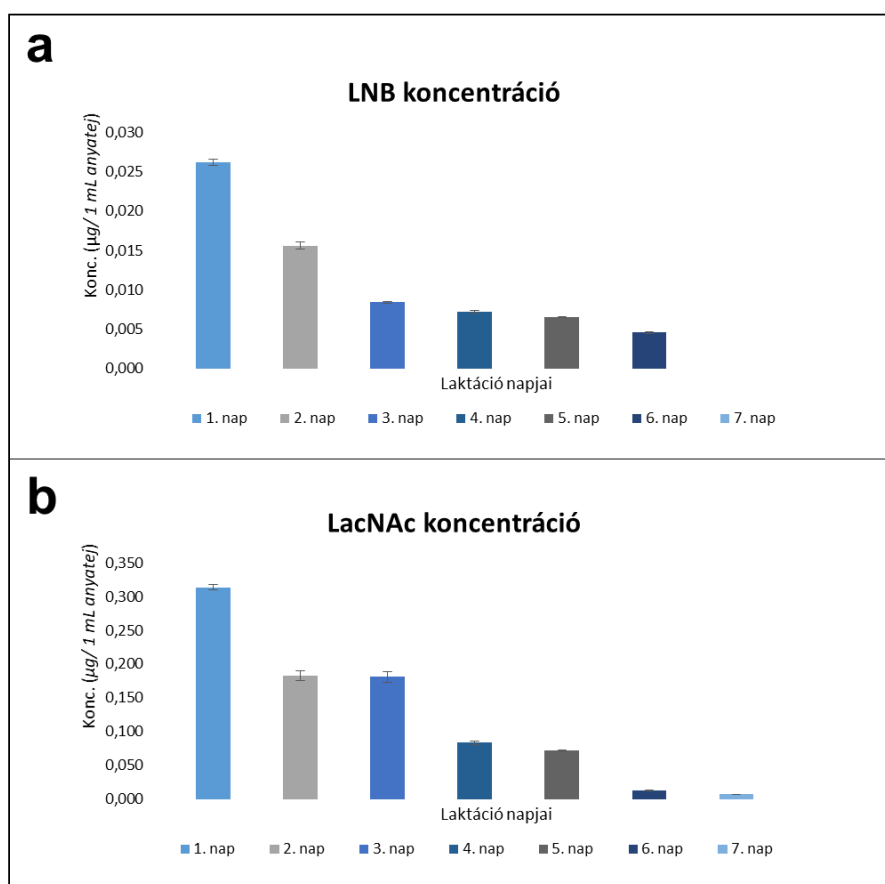 a
LNB koncentráció
Konc. (µg/ 1 mL anyatej)
0,030
0,025
0,020
0,015
0,010
0,005
0,000
Laktáció napjai
1. nap 2. nap 3. nap 4. nap 5. nap 6. nap 7. nap
b
LacNAc koncentráció
Konc. (µg/ 1 mL anyatej)
0,350
0,300
0,250
0,200
0,150
0,100
0,050
0,000
Laktáció napjai
1. nap 2. nap 3. nap 4. nap 5. nap 6. nap 7. nap